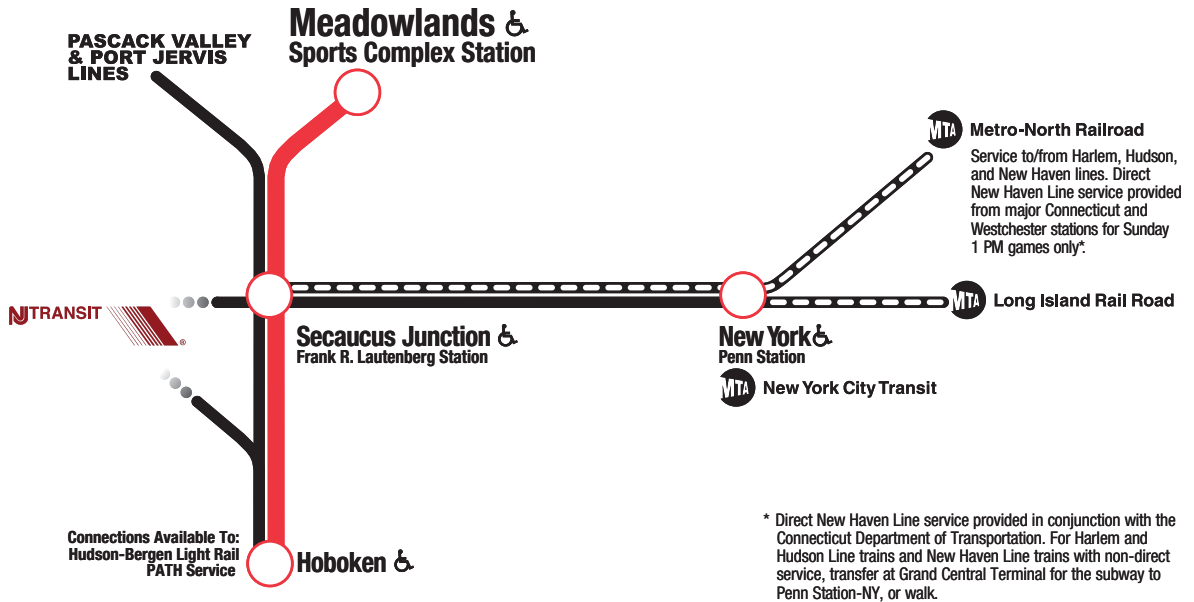 PASCACK VALLEY
& PORT JERVIS
LINES
Meadowlands
Sports Complex Station
MTA Metro-North Railroad
Service to/from Harlem, Hudson,
and New Haven lines. Direct
New Haven Line service provided
from major Connecticut and
Westchester stations for Sunday
1 PM games only*.
NJ TRANSIT ®
Secaucus Junction
Frank R. Lautenberg Station
New York
Penn Station
MTA New York City Transit
MTA Long Island Rail Road
Connections Available To:
Hudson-Bergen Light Rail
PATH Service
Hoboken
* Direct New Haven Line service provided in conjunction with the
Connecticut Department of Transportation. For Harlem and
Hudson Line trains and New Haven Line trains with non-direct
service, transfer at Grand Central Terminal for the subway to
Penn Station-NY, or walk.